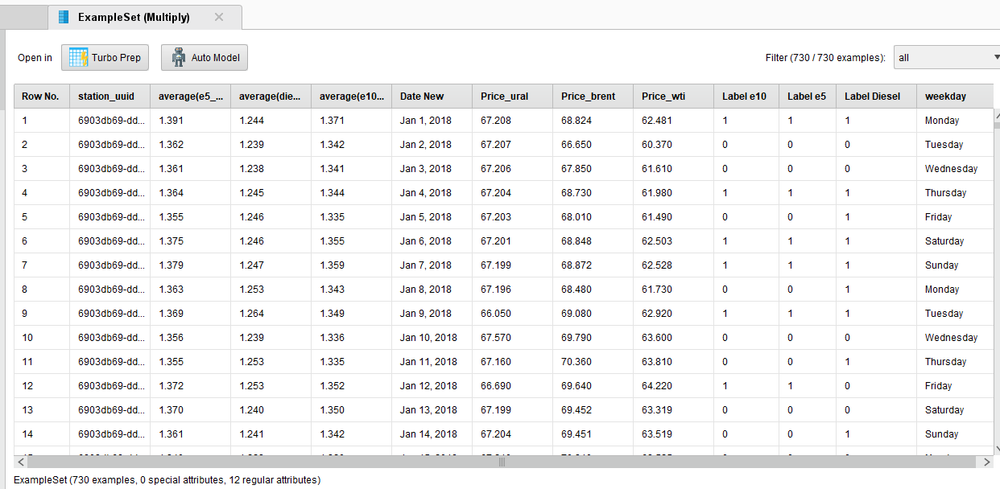 ExampleSet (Multiply)
Open in Turbo Prep Auto Model Filter (730 / 730 examples): all
Row No. station_uuid average(e5_... average(die... average(e10... Date New Price_ural Price_brent Price_wti Label e10 Label e5 Label Diesel weekday
1 6903db69-dd... 1.391 1.244 1.371 Jan 1, 2018 67.208 68.824 62.481 1 1 1 Monday
2 6903db69-dd... 1.362 1.239 1.342 Jan 2, 2018 67.207 66.650 60.370 0 0 0 Tuesday
3 6903db69-dd... 1.361 1.238 1.341 Jan 3, 2018 67.206 67.850 61.610 0 0 0 Wednesday
4 6903db69-dd... 1.364 1.245 1.344 Jan 4, 2018 67.204 68.730 61.980 1 1 1 Thursday
5 6903db69-dd... 1.355 1.246 1.335 Jan 5, 2018 67.203 68.010 61.490 0 0 1 Friday
6 6903db69-dd... 1.375 1.246 1.355 Jan 6, 2018 67.201 68.848 62.503 1 1 1 Saturday
7 6903db69-dd... 1.379 1.247 1.359 Jan 7, 2018 67.199 68.872 62.528 1 1 1 Sunday
8 6903db69-dd... 1.363 1.253 1.343 Jan 8, 2018 67.196 68.480 61.730 0 0 1 Monday
9 6903db69-dd... 1.369 1.264 1.349 Jan 9, 2018 66.050 69.080 62.920 1 1 1 Tuesday
10 6903db69-dd... 1.356 1.239 1.336 Jan 10, 2018 67.570 69.790 63.600 0 0 0 Wednesday
11 6903db69-dd... 1.355 1.253 1.335 Jan 11, 2018 67.160 70.360 63.810 0 0 1 Thursday
12 6903db69-dd... 1.372 1.253 1.352 Jan 12, 2018 66.690 69.640 64.220 1 1 0 Friday
13 6903db69-dd... 1.370 1.240 1.350 Jan 13, 2018 67.199 69.452 63.319 0 0 0 Saturday
14 6903db69-dd... 1.361 1.241 1.342 Jan 14, 2018 67.204 69.451 63.519 0 0 1 Sunday
ExampleSet (730 examples, 0 special attributes, 12 regular attributes)